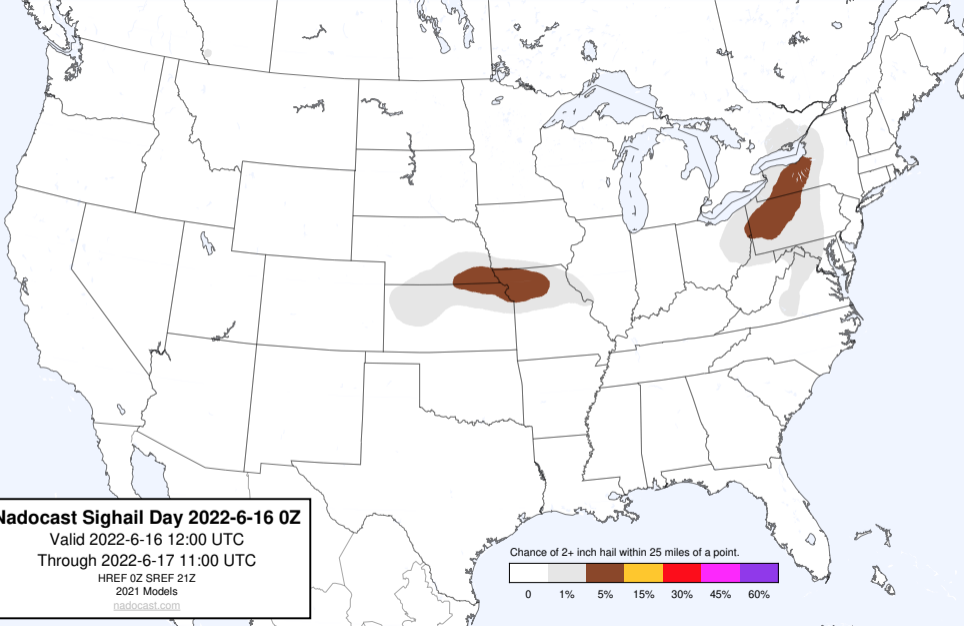 Nadocast Sighail Day 2022-6-16 0Z
Valid 2022-6-16 12:00 UTC
Through 2022-6-17 11:00 UTC
HREF 0Z SREF 21Z
2021 Models
nadocast.com
Chance of 2+ inch hail within 25 miles of a point.
0 1% 5% 15% 30% 45% 60%